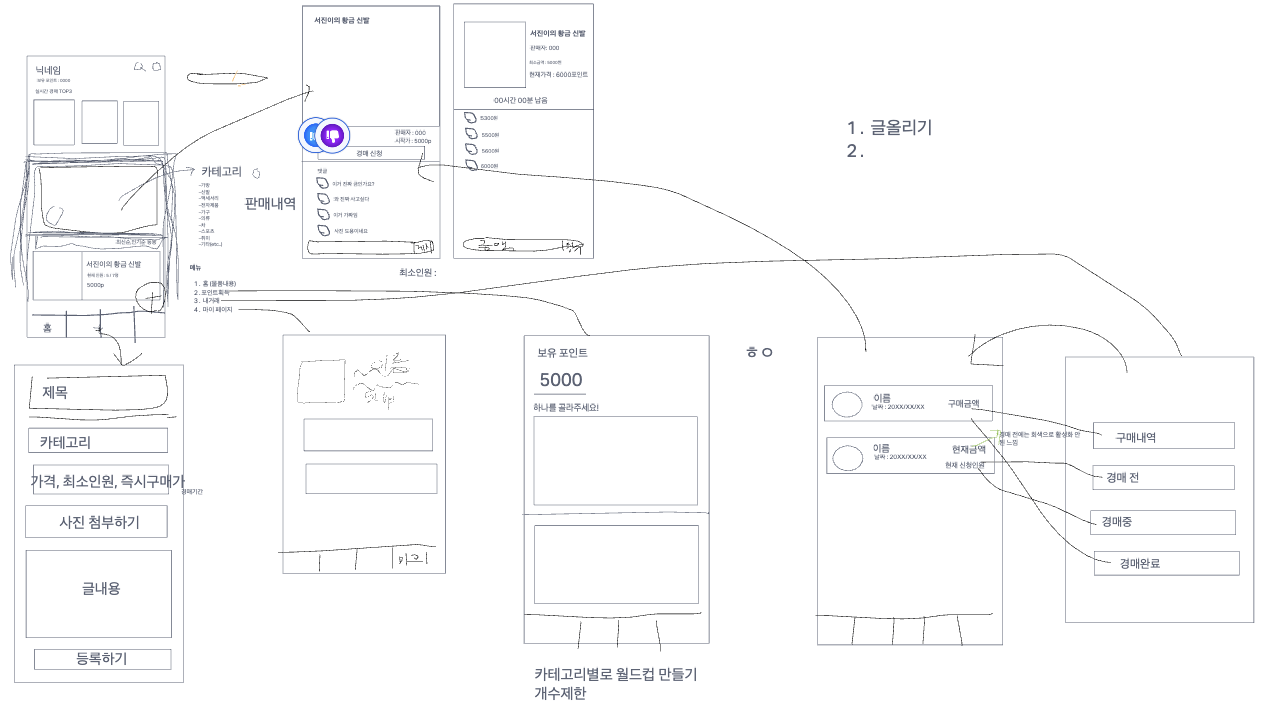 닉네임
보유 포인트 : 0000
실시간 경매 TOP3
최신순,인기순 등등
서진이의 황금 신발
현재인원 : 5 / 7명
5000p
홈
카테고리
-가방
-신발
-액세서리
-전자제품
-가구
-의류
-차
-스포츠
-취미
-기타(etc..)
판매내역
메뉴
1. 홈 (몰름내용)
2. 포인트획득
3. 내거래
4. 마이 페이지
서진이의 황금 신발
판매자 : 000
시작가 : 5000p
경매 신청
댓글
이거 진짜 금인가요?
와 진짜 사고싶다
이거 가짜임
사진 도용이네요
게시
최소인원 :
서진이의 황금 신발
판매자: 000
최소금액 : 5000원
현재가격 : 6000포인트
00시간 00분 남음
5300원
5500원
5600원
6000원
금액
1. 글올리기
2.
제목
카테고리
가격, 최소인원, 즉시구매가
경매기간
사진 첨부하기
글내용
등록하기
이름
마이
보유 포인트
5000
하나를 골라주세요!
카테고리별로 월드컵 만들기
개수제한
ㅎㅇ
이름
날짜 : 20XX/XX/XX
구매금액
이름
날짜 : 20XX/XX/XX
현재금액
현재 신청인원
경매 전에는 회색으로 활성화 안
된 느낌
구매내역
경매 전
경매중
경매완료